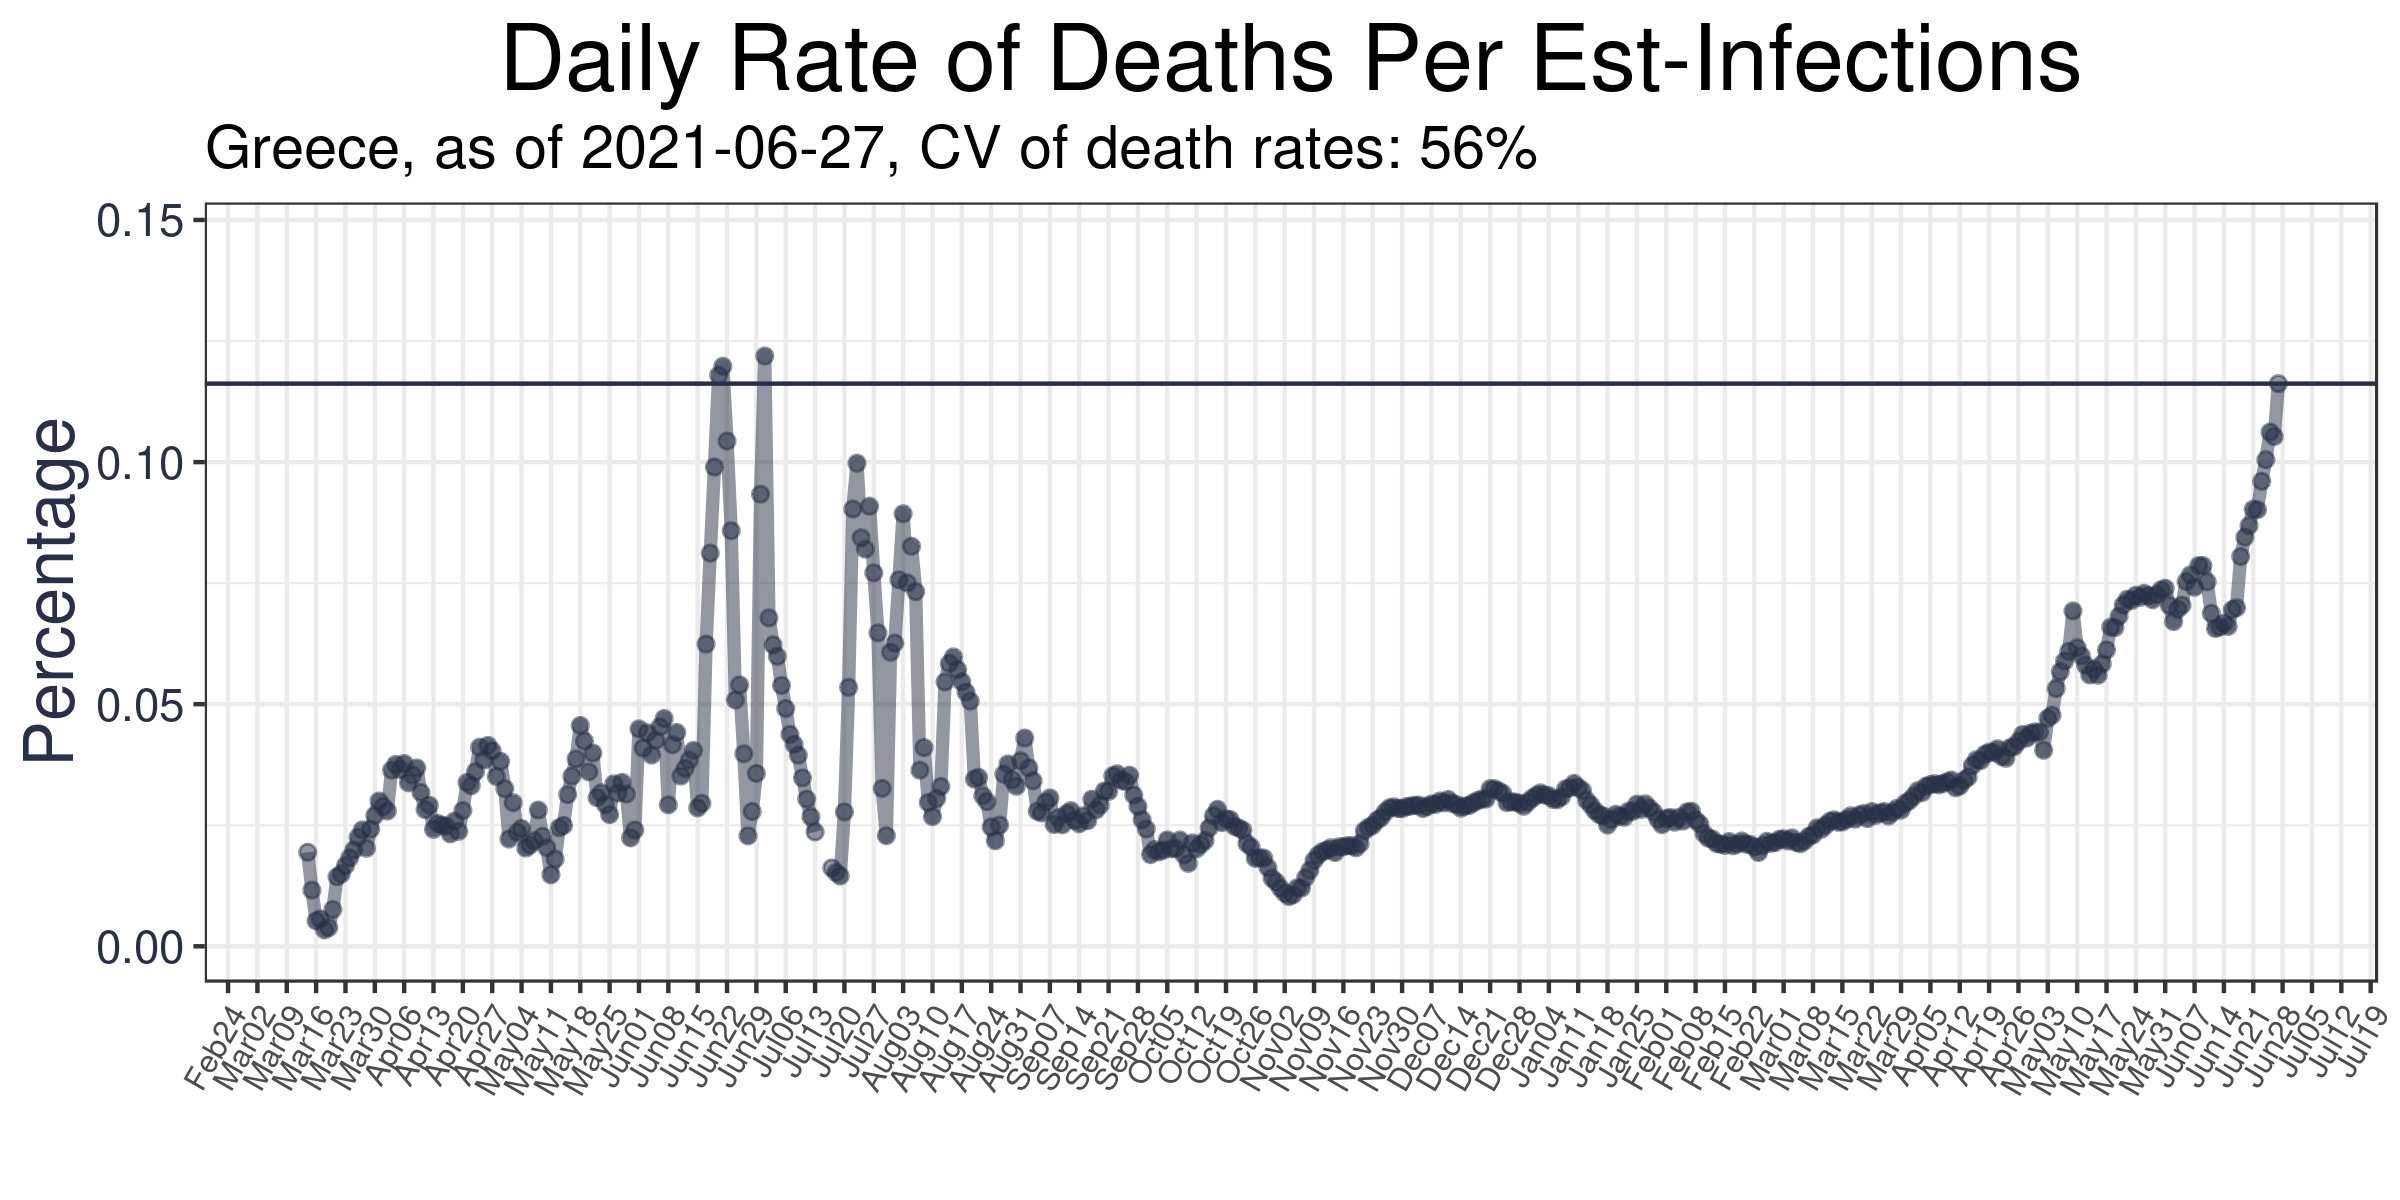 Daily Rate of Deaths Per Est-Infections
Greece, as of 2021-06-27, CV of death rates: 56%
Percentage
0.15
0.10
0.05
0.00
Feb24
Mar02
Mar09
Mar16
Mar23
Mar30
Apr06
Apr13
Apr20
Apr27
May04
May11
May18
May25
Jun01
Jun08
Jun15
Jun22
Jun29
Jul06
Jul13
Jul20
Jul27
Aug03
Aug10
Aug17
Aug24
Aug31
Sep07
Sep14
Sep21
Sep28
Oct05
Oct12
Oct19
Oct26
Nov02
Nov09
Nov16
Nov23
Nov30
Dec07
Dec14
Dec21
Dec28
Jan04
Jan11
Jan18
Jan25
Feb01
Feb08
Feb15
Feb22
Mar01
Mar08
Mar15
Mar22
Mar29
Apr05
Apr12
Apr19
Apr26
May03
May10
May17
May24
May31
Jun07
Jun14
Jun21
Jun28
Jul05
Jul12
Jul19